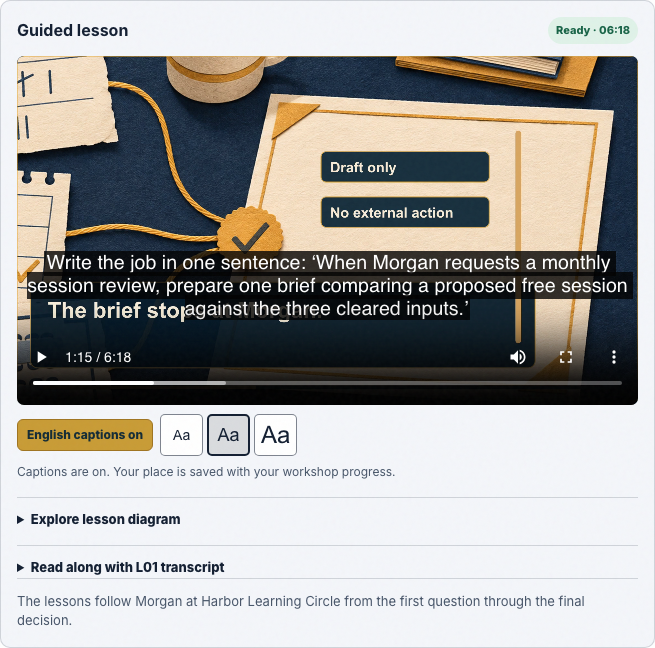 Guided lesson
Ready · 06:18
Draft only
No external action
Write the job in one sentence: ‘When Morgan requests a monthly
session review, prepare one brief comparing a proposed free session
against the three cleared inputs.’
The brief stops
1:15 / 6:18
English captions on
Aa
Aa
Aa
Captions are on. Your place is saved with your workshop progress.
Explore lesson diagram
Read along with L01 transcript
The lessons follow Morgan at Harbor Learning Circle from the first question through the final
decision.